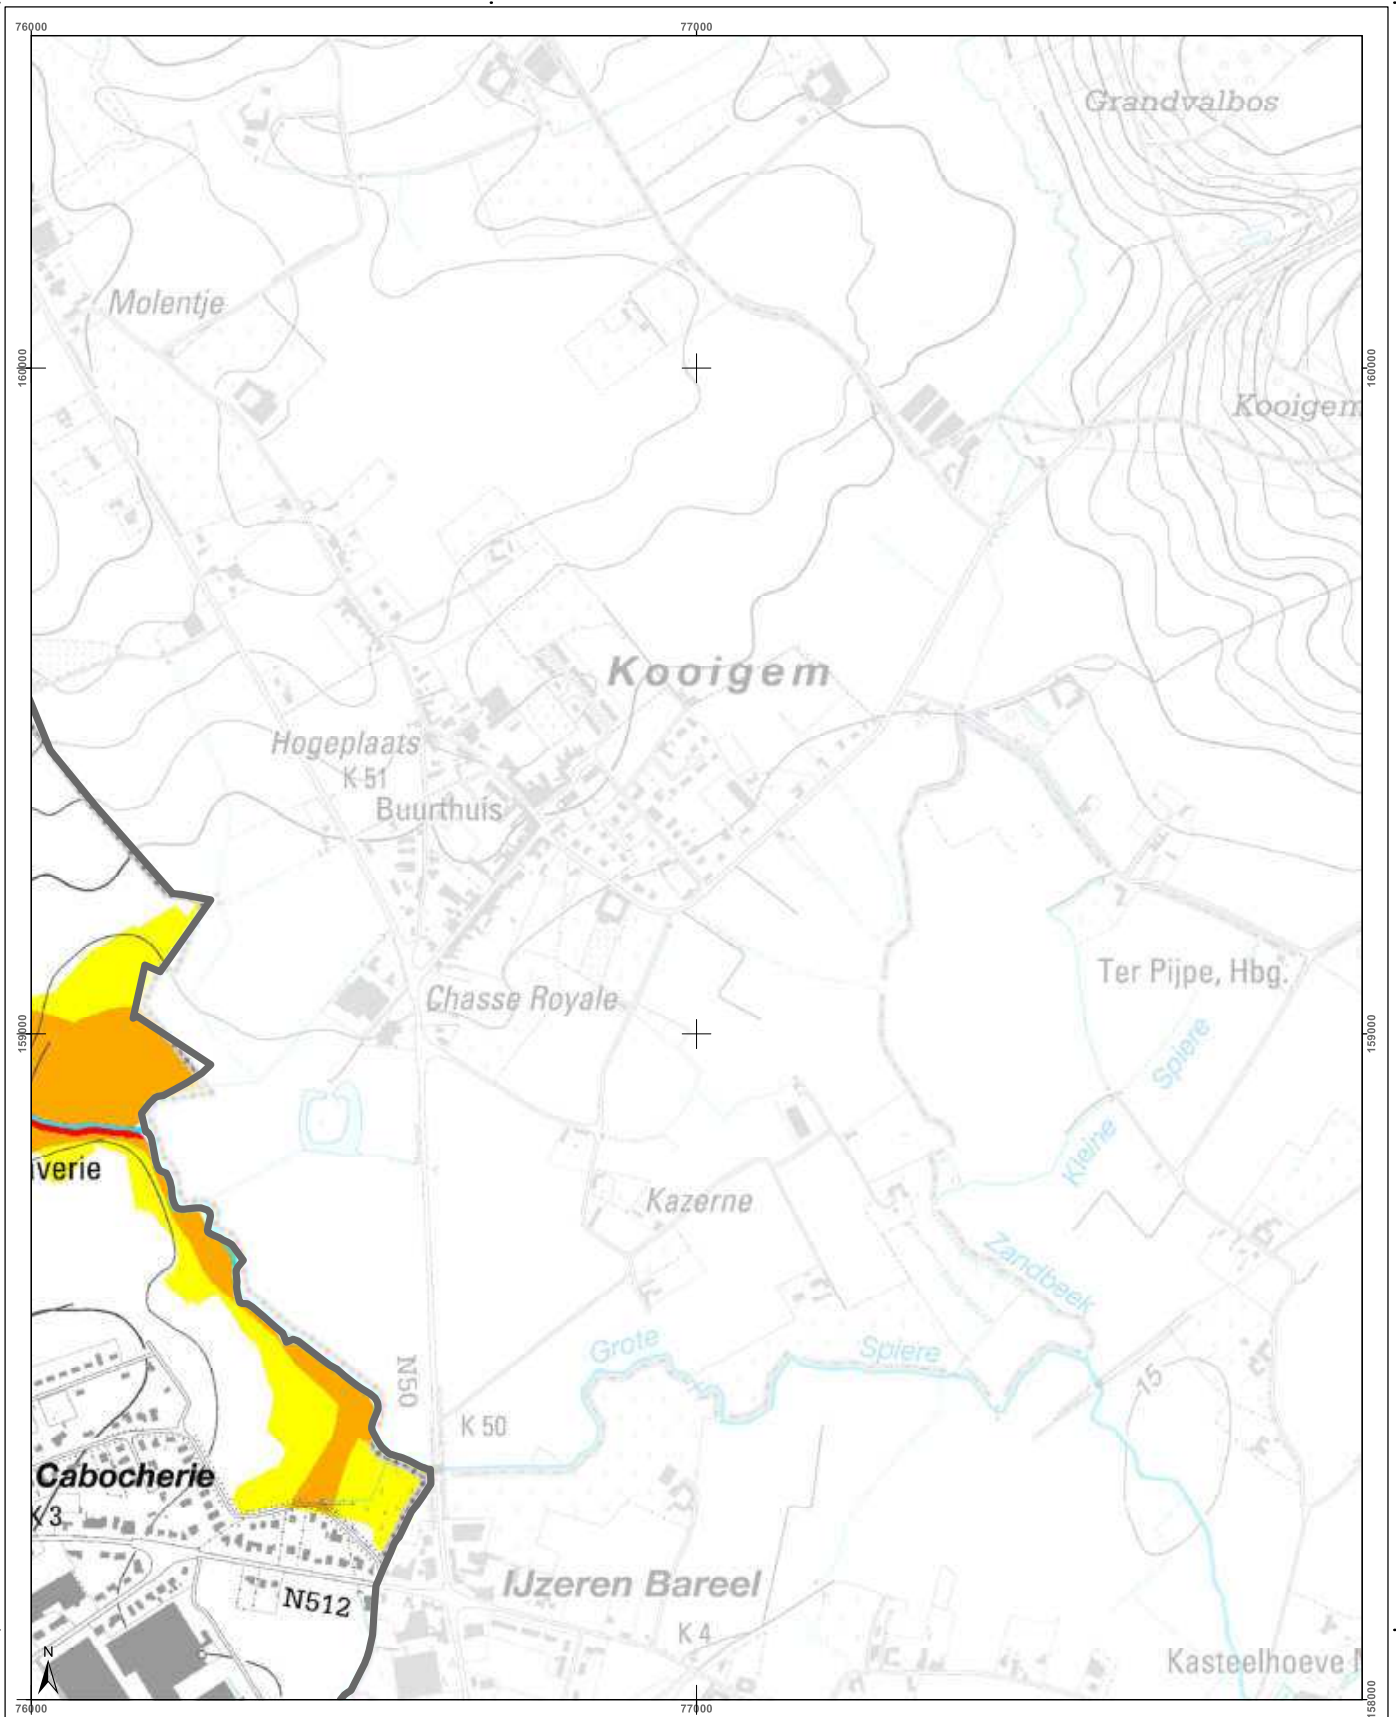 76000
77000
Grandvalbos
Molentje
160000
160000
Kooigem
Kooigem
Hogeplaats
K 51
Buurthuis
Ter Pijpe, Hbg.
Chasse Royale
159000
159000
Spiere
Kleine
verie
Kazerne
Zandbeek
Grote
Spiere
N50
15
K 50
Cabocherie
K3
IJzeren Bareel
N512
K 4
N
Kasteelhoeve
76000
77000
158000